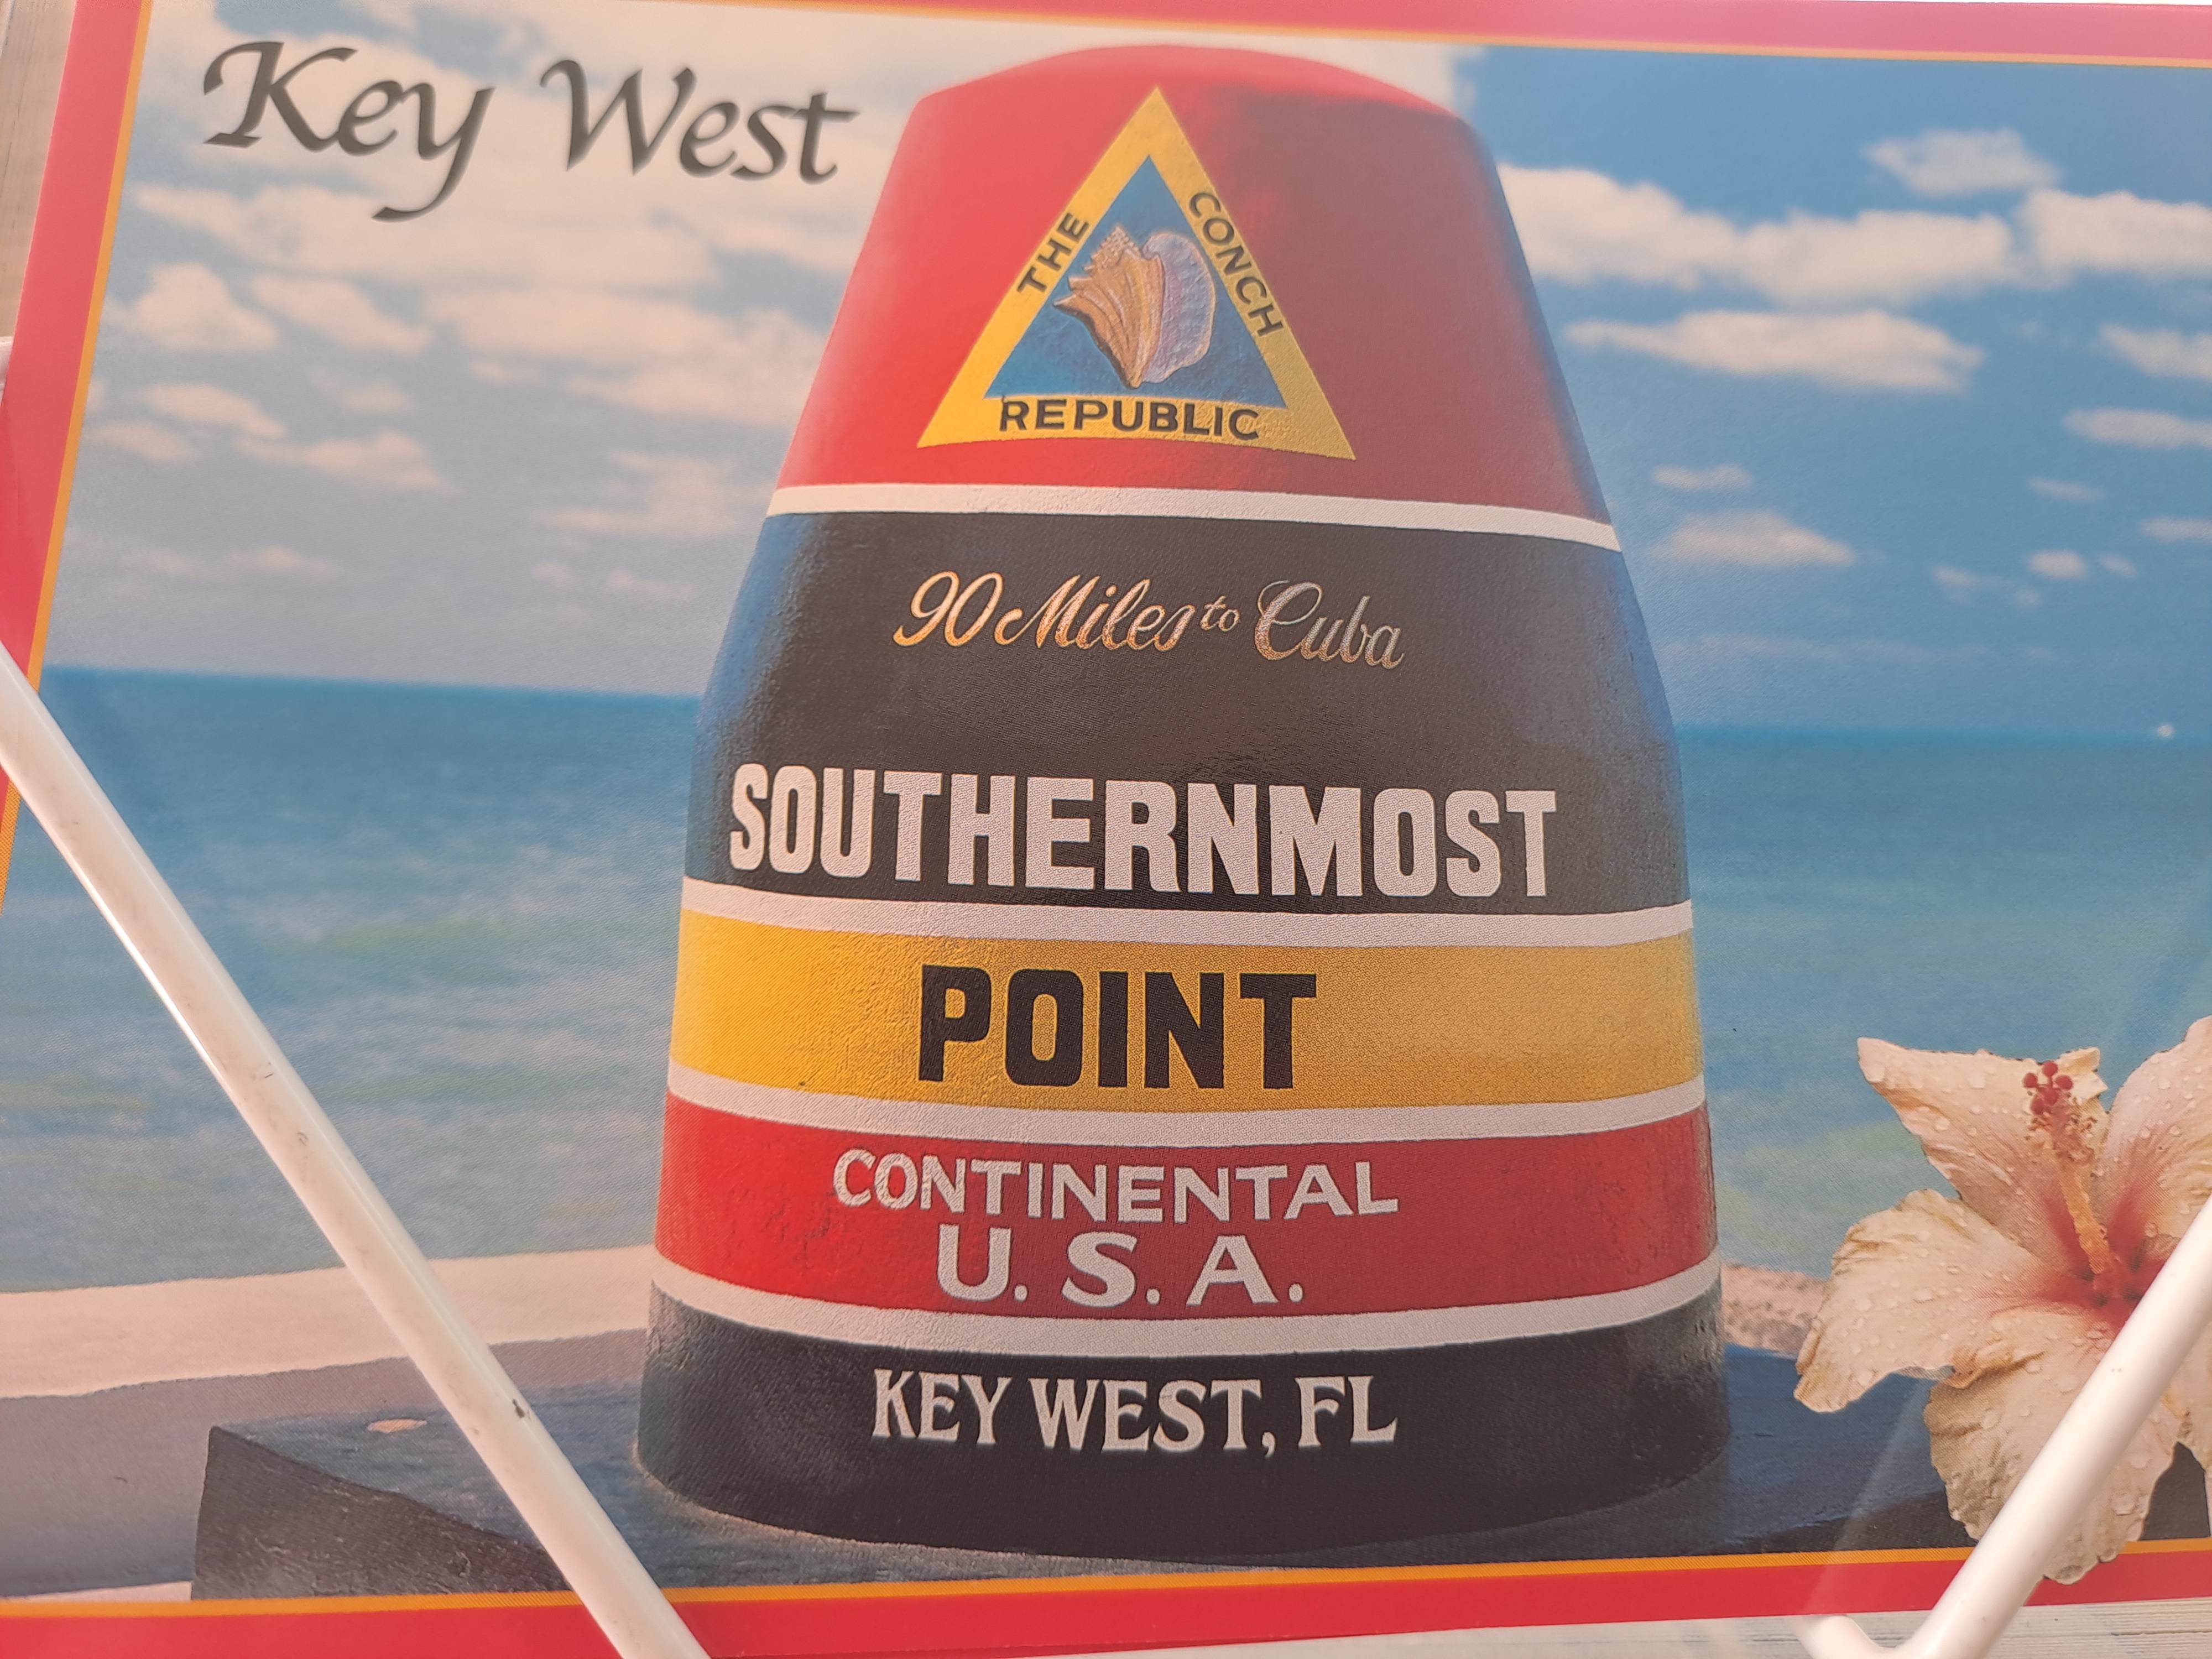 Key West
THE CONCH
REPUBLIC
90 Miles to Cuba
SOUTHERNMOST
POINT
CONTINENTAL
U.S.A.
KEY WEST, FL